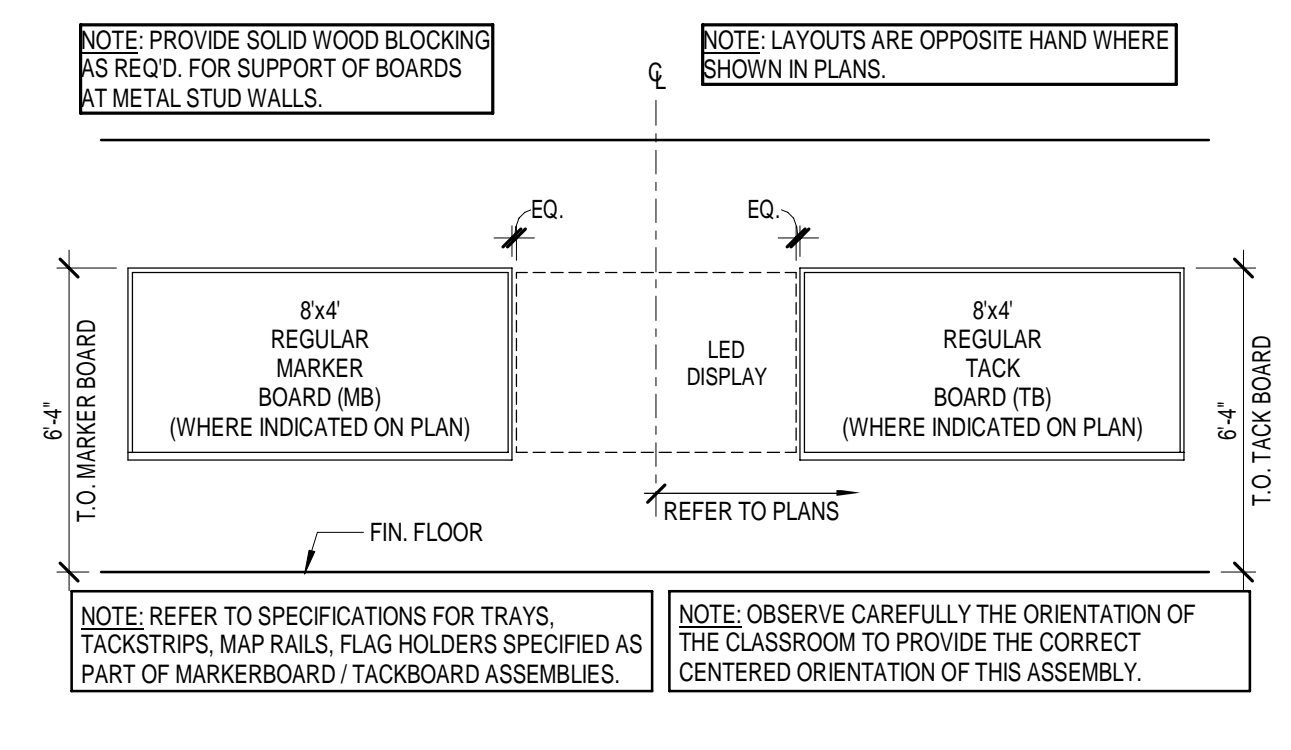 NOTE: PROVIDE SOLID WOOD BLOCKING
AS REQ'D. FOR SUPPORT OF BOARDS
AT METAL STUD WALLS.
NOTE: LAYOUTS ARE OPPOSITE HAND WHERE
SHOWN IN PLANS.
℄
EQ.
EQ.
8'x4'
REGULAR
MARKER
BOARD (MB)
(WHERE INDICATED ON PLAN)
LED
DISPLAY
8'x4'
REGULAR
TACK
BOARD (TB)
(WHERE INDICATED ON PLAN)
6'-4"
T.O. MARKER BOARD
6'-4"
T.O. TACK BOARD
REFER TO PLANS
FIN. FLOOR
NOTE: REFER TO SPECIFICATIONS FOR TRAYS,
TACKSTRIPS, MAP RAILS, FLAG HOLDERS SPECIFIED AS
PART OF MARKERBOARD / TACKBOARD ASSEMBLIES.
NOTE: OBSERVE CAREFULLY THE ORIENTATION OF
THE CLASSROOM TO PROVIDE THE CORRECT
CENTERED ORIENTATION OF THIS ASSEMBLY.